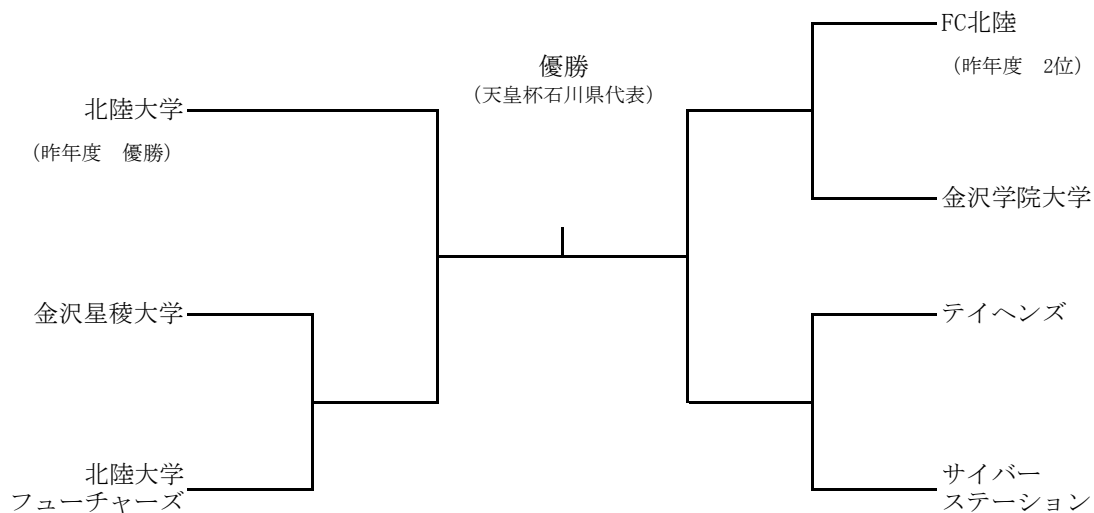 優勝
(天皇杯石川県代表)
北陸大学
(昨年度　優勝)
金沢星稜大学
北陸大学
フューチャーズ
FC北陸
(昨年度　2位)
金沢学院大学
テイヘンズ
サイバー
ステーション